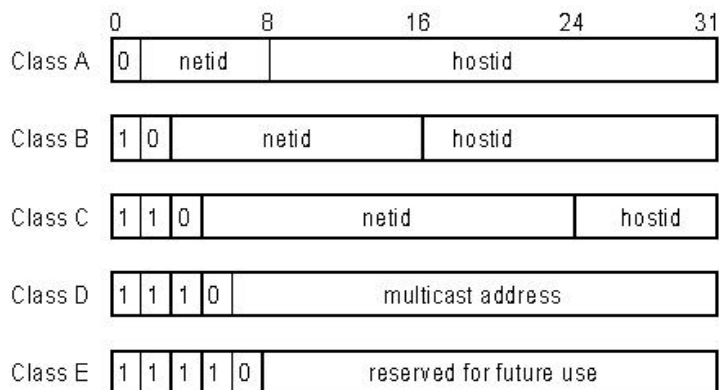 0 8 16 24 31
Class A 0 netid hostid
Class B 1 0 netid hostid
Class C 1 1 0 netid hostid
Class D 1 1 1 0 multicast address
Class E 1 1 1 1 0 reserved for future use